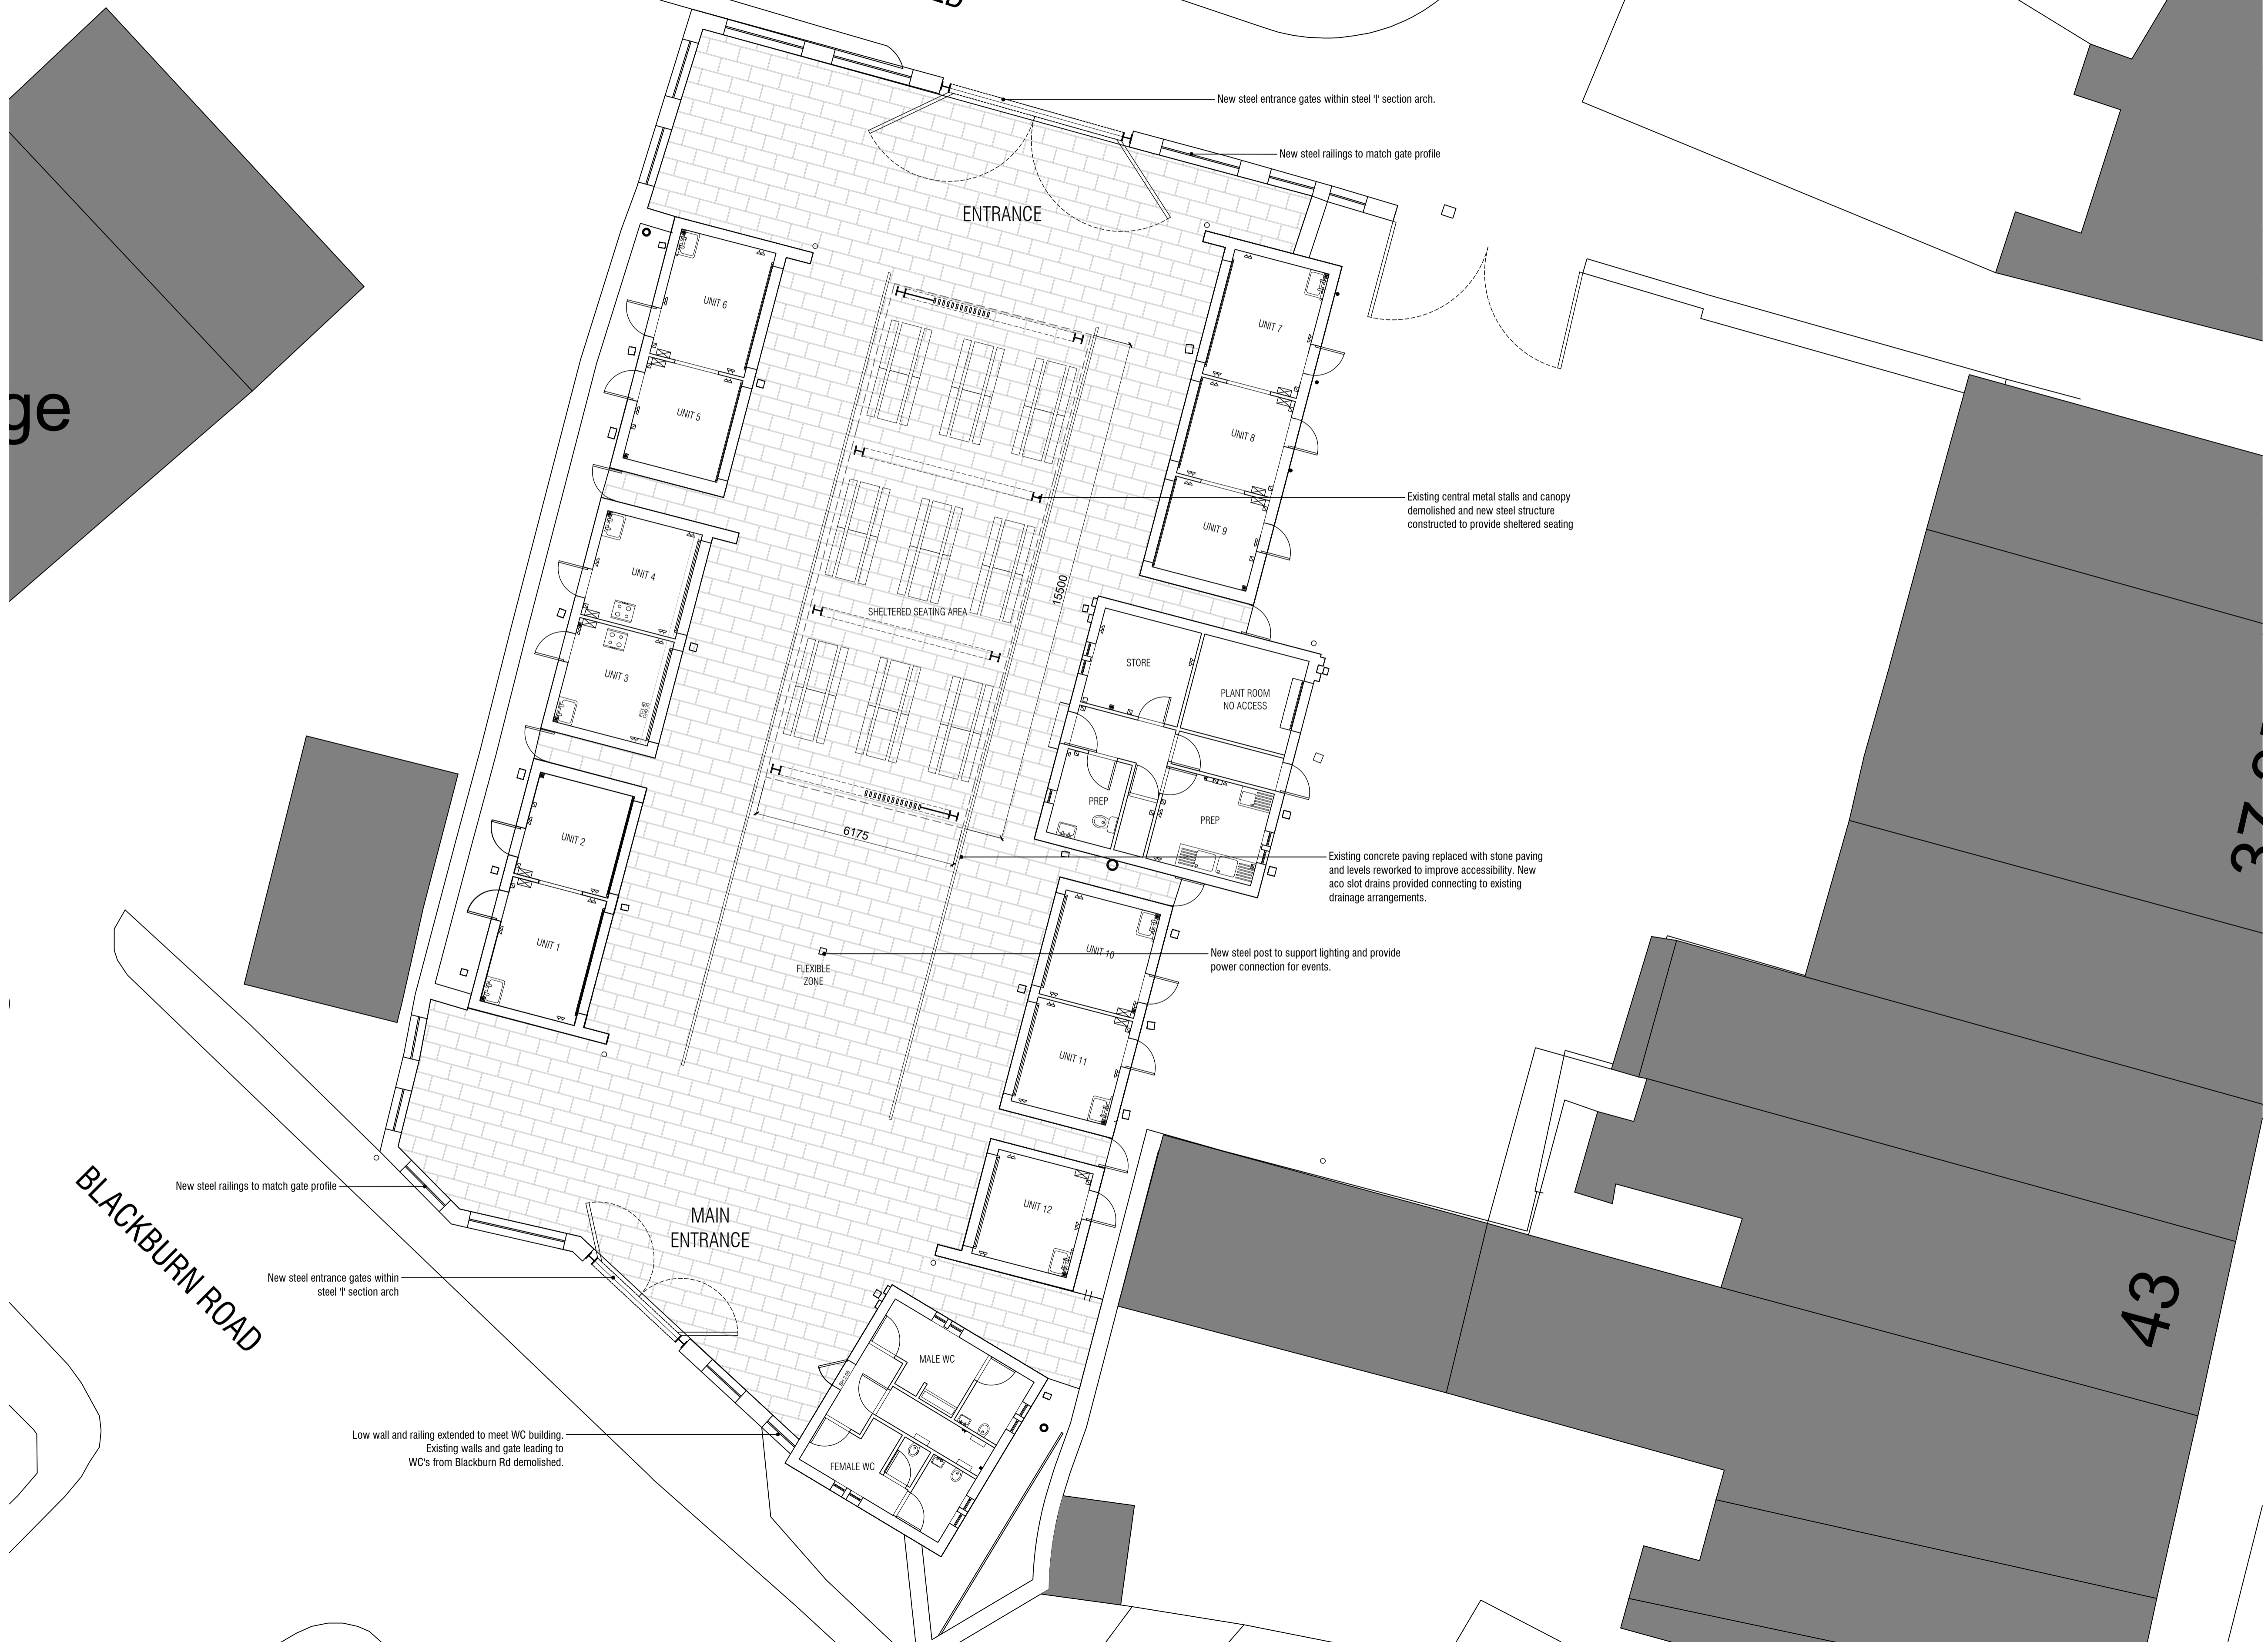 New steel entrance gates within steel 'I' section arch.
New steel railings to match gate profile
ENTRANCE
UNIT 6
UNIT 7
ge
UNIT 5
UNIT 8
Existing central metal stalls and canopy
demolished and new steel structure
constructed to provide sheltered seating
UNIT 9
UNIT 4
15500
SHELTERED SEATING AREA
UNIT 3
STORE
PLANT ROOM
NO ACCESS
PREP
PREP
6175
UNIT 2
Existing concrete paving replaced with stone paving
and levels reworked to improve accessibility. New
aco slot drains provided connecting to existing
drainage arrangements.
UNIT 1
UNIT 10
New steel post to support lighting and provide
power connection for events.
FLEXIBLE
ZONE
UNIT 11
New steel railings to match gate profile
BLACKBURN ROAD
MAIN
ENTRANCE
UNIT 12
New steel entrance gates within
steel 'I' section arch
43
MALE WC
Low wall and railing extended to meet WC building.
Existing walls and gate leading to
WC's from Blackburn Rd demolished.
FEMALE WC